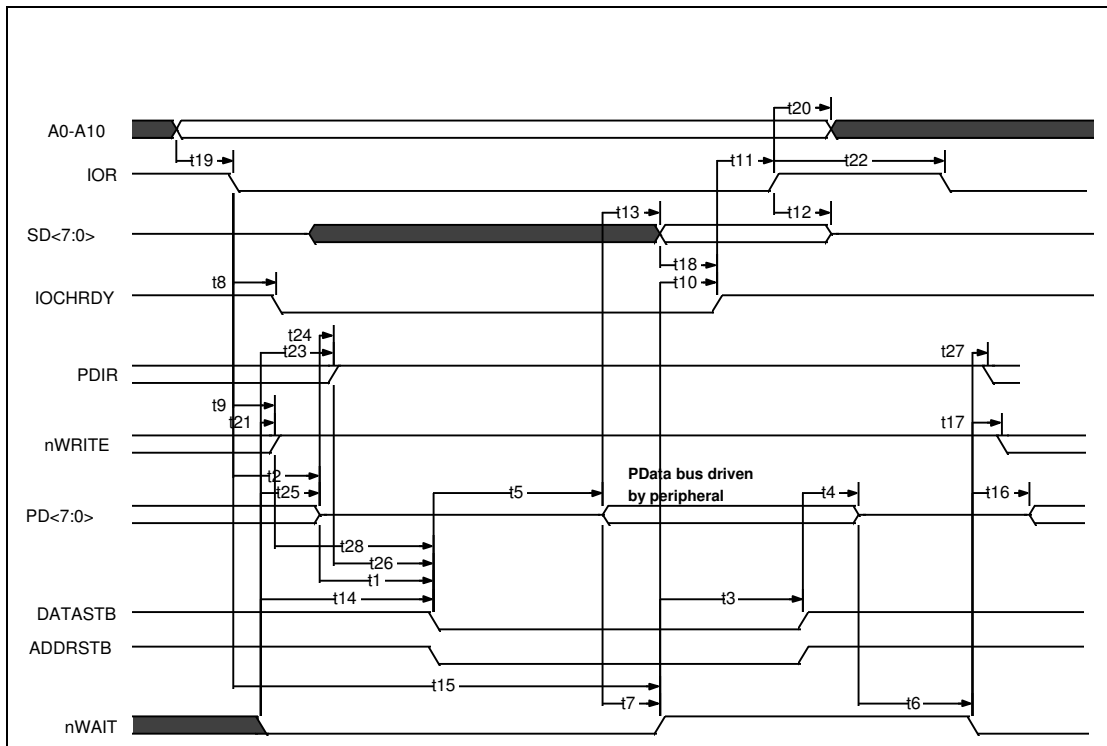 t20
A0-A10
t19
t11
t22
IOR
t13
t12
SD<7:0>
t18
t8
t10
IOCHRDY
t24
t23
t27
PDIR
t9
t21
t17
nWRITE
PData bus driven
by peripheral
t2
t25
t5
t4
t16
PD<7:0>
t28
t26
t1
t14
t3
DATASTB
ADDRSTB
t15
t7
t6
nWAIT